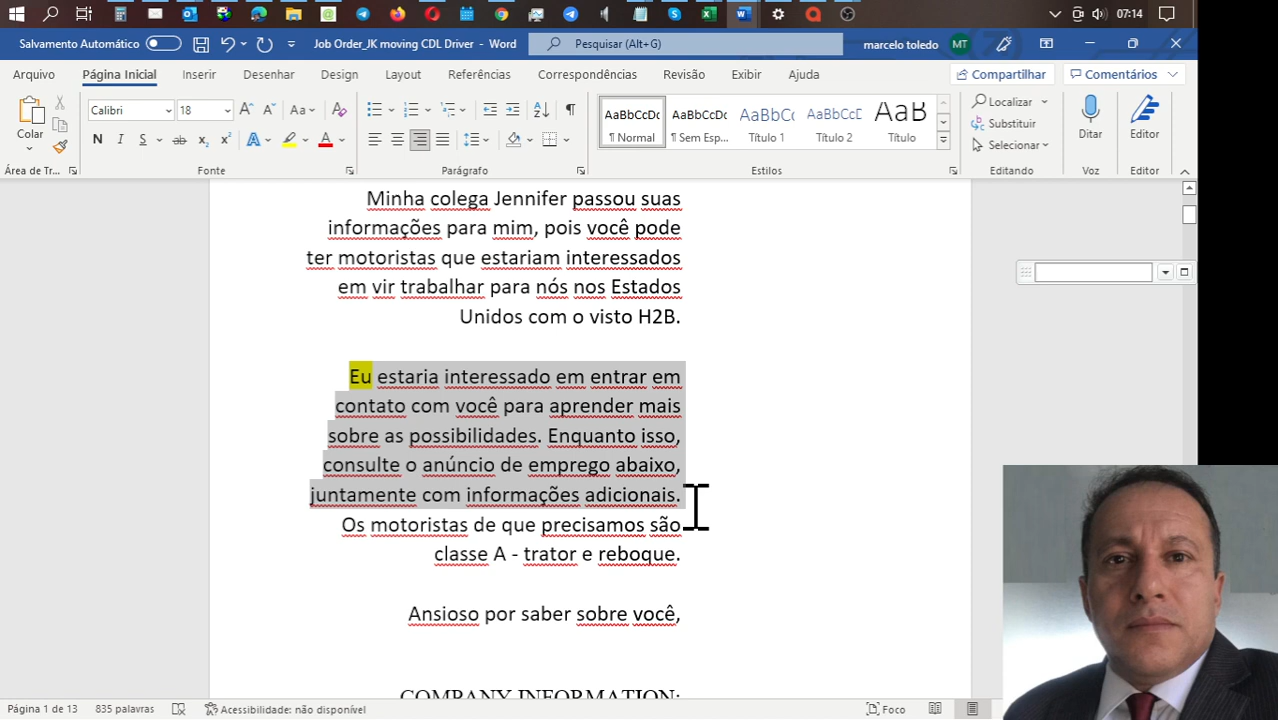 07:14
Salvamento Automático
Job Order_JK moving CDL Driver - Word
Pesquisar (Alt+G)
marcelo toledo
MT
Arquivo Página Inicial Inserir Desenhar Design Layout Referências Correspondências Revisão Exibir Ajuda
Compartilhar
Comentários
Colar
Calibri
18
Localizar
Substituir
Selecionar
AaBbCcDc
¶ Normal
AaBbCcDc
¶ Sem Esp...
AaBbCc
Título 1
AaBbCcD
Título 2
AaB
Título
Ditar
Editor
Área de Tr...
Fonte
Parágrafo
Estilos
Editando
Voz
Editor
Minha colega Jennifer passou suas
informações para mim, pois você pode
ter motoristas que estariam interessados
em vir trabalhar para nós nos Estados
Unidos com o visto H2B.
Eu estaria interessado em entrar em
contato com você para aprender mais
sobre as possibilidades. Enquanto isso,
consulte o anúncio de emprego abaixo,
juntamente com informações adicionais.
Os motoristas de que precisamos são
classe A - trator e reboque.
Ansioso por saber sobre você,
COMPANY INFORMATION:
Página 1 de 13
835 palavras
Acessibilidade: não disponível
Foco